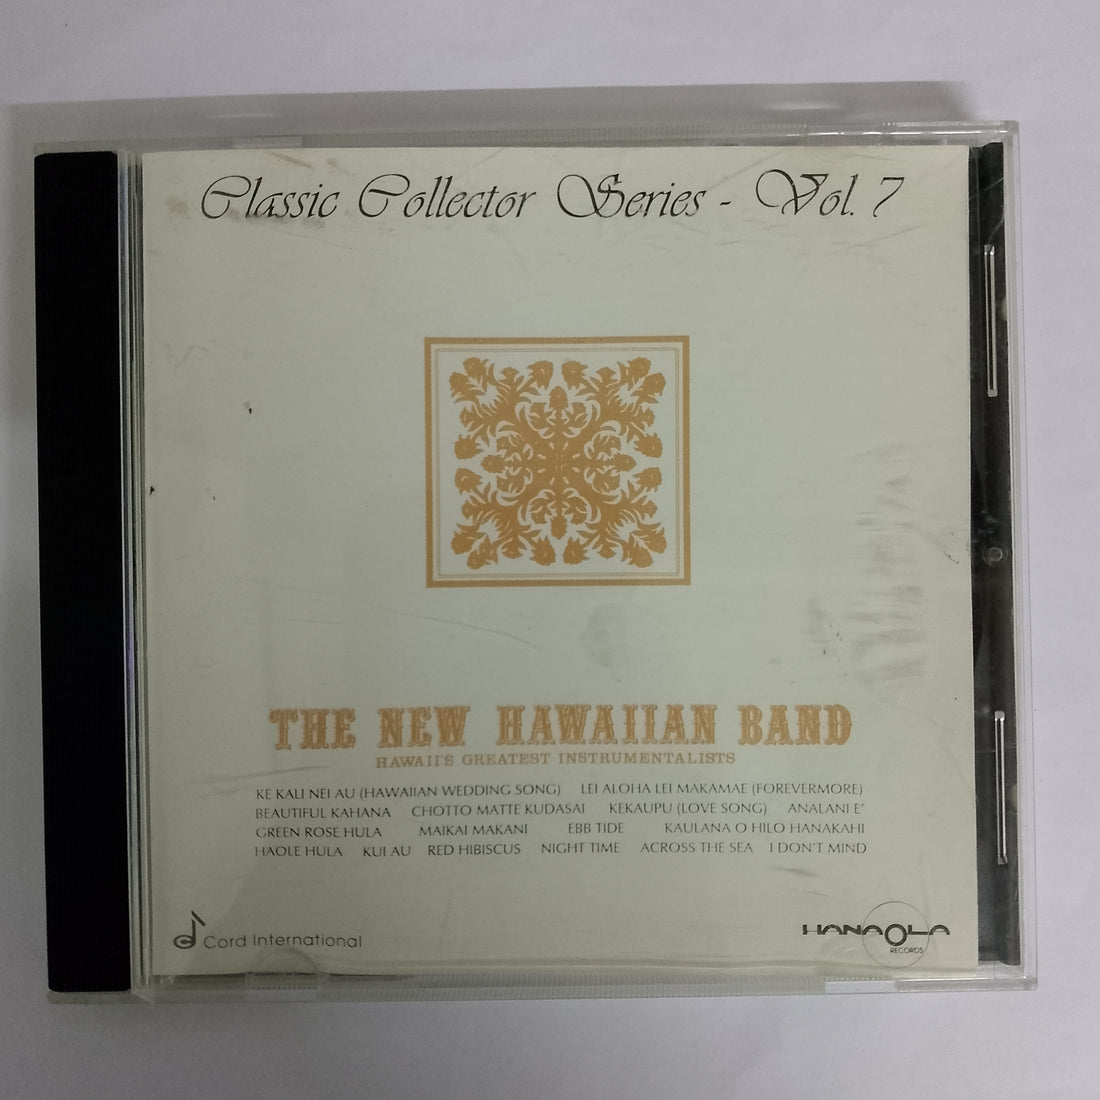 Classic Collector Series - Vol. 7
THE NEW HAWAIIAN BAND
HAWAII'S GREATEST INSTRUMENTALISTS
KE KALI NEI AU (HAWAIIAN WEDDING SONG) LEI ALOHA LEI MAKAMAE (FOREVERMORE)
BEAUTIFUL KAHANA CHOTTO MATTE KUDASAI KEKAUPU (LOVE SONG) ANALANI E'
GREEN ROSE HULA MAIKAI MAKANI EBB TIDE KAULANA O HILO HANAKAHI
HAOLE HULA KUI AU RED HIBISCUS NIGHT TIME ACROSS THE SEA I DON'T MIND
Cord International
HANAOLA
RECORDS